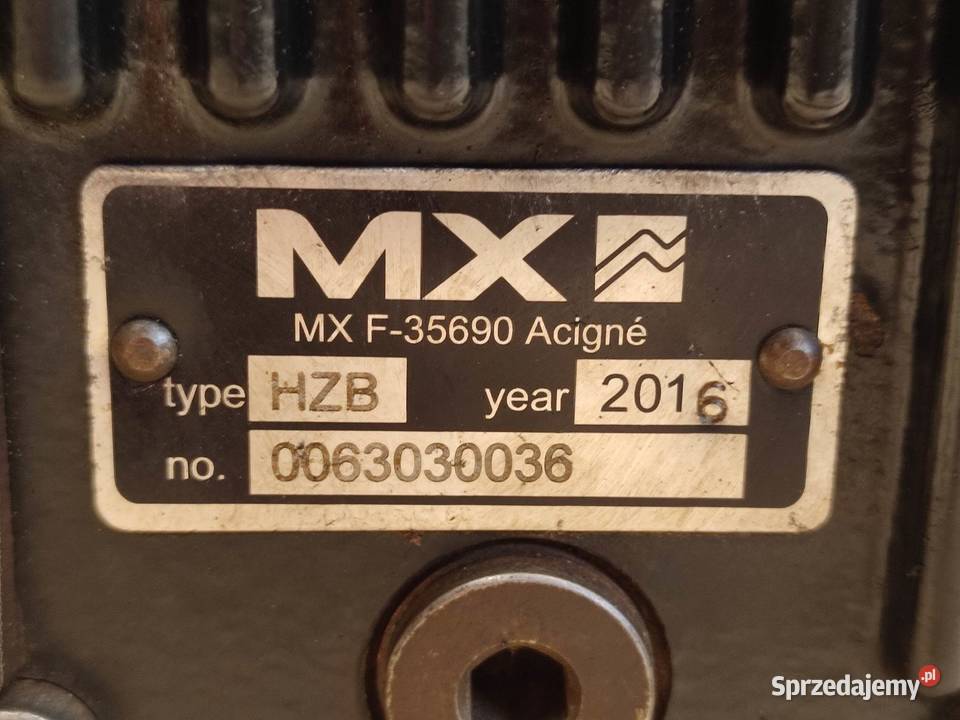 MX
MX F-35690 Acigné
type HZB year 2016
no. 0063030036
Sprzedajemy.pl